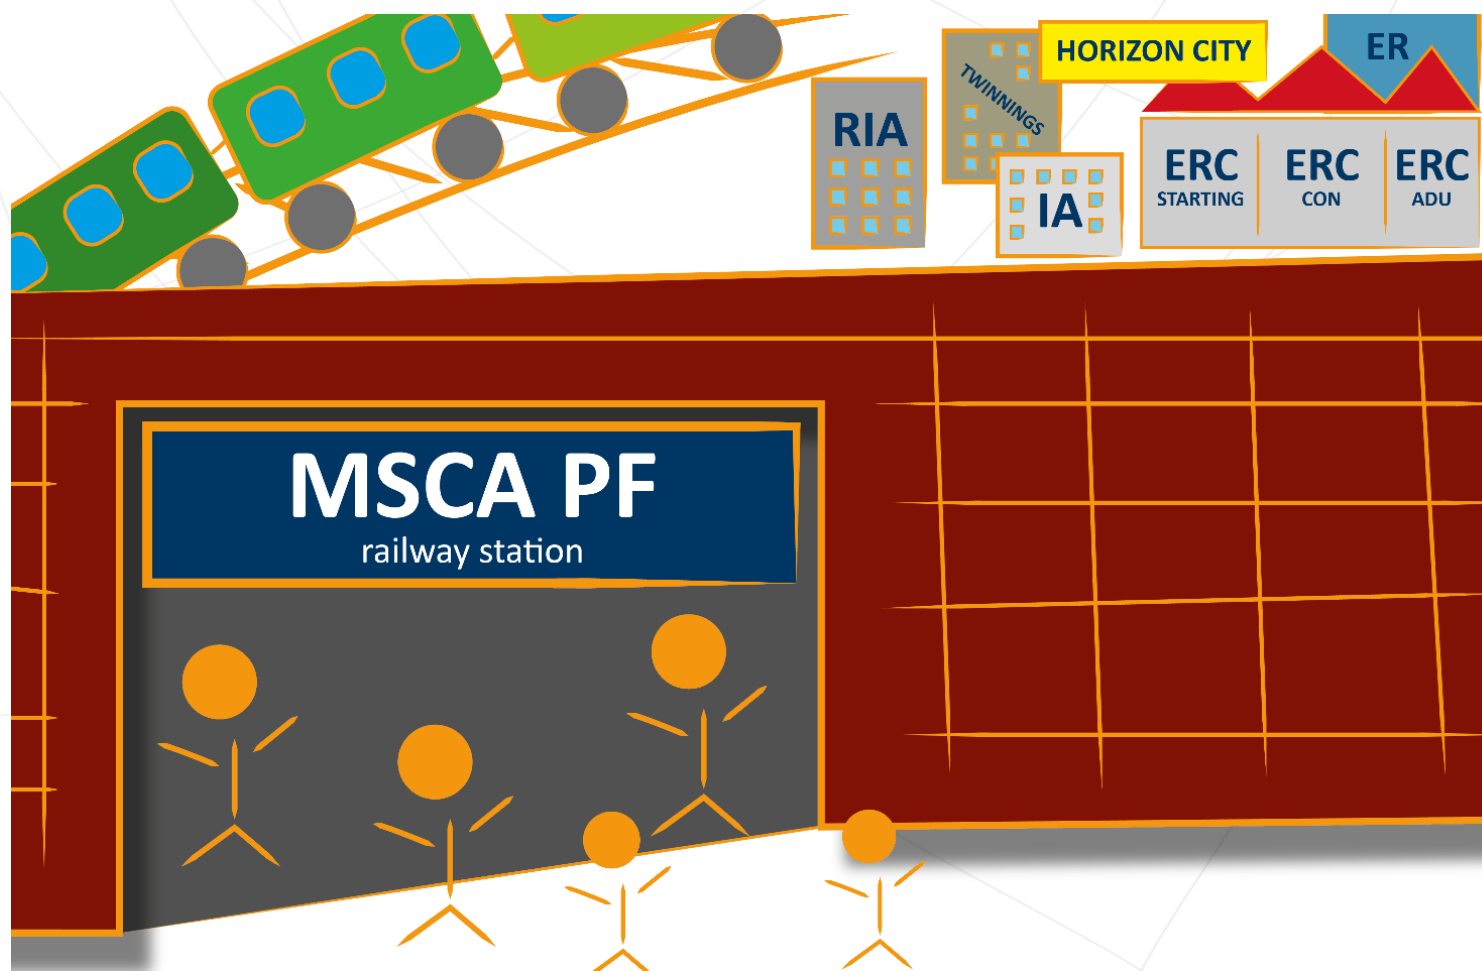 HORIZON CITY
ER
TWINNINGS
RIA
IA
ERC
STARTING
ERC
CON
ERC
ADU
MSCA PF
railway station